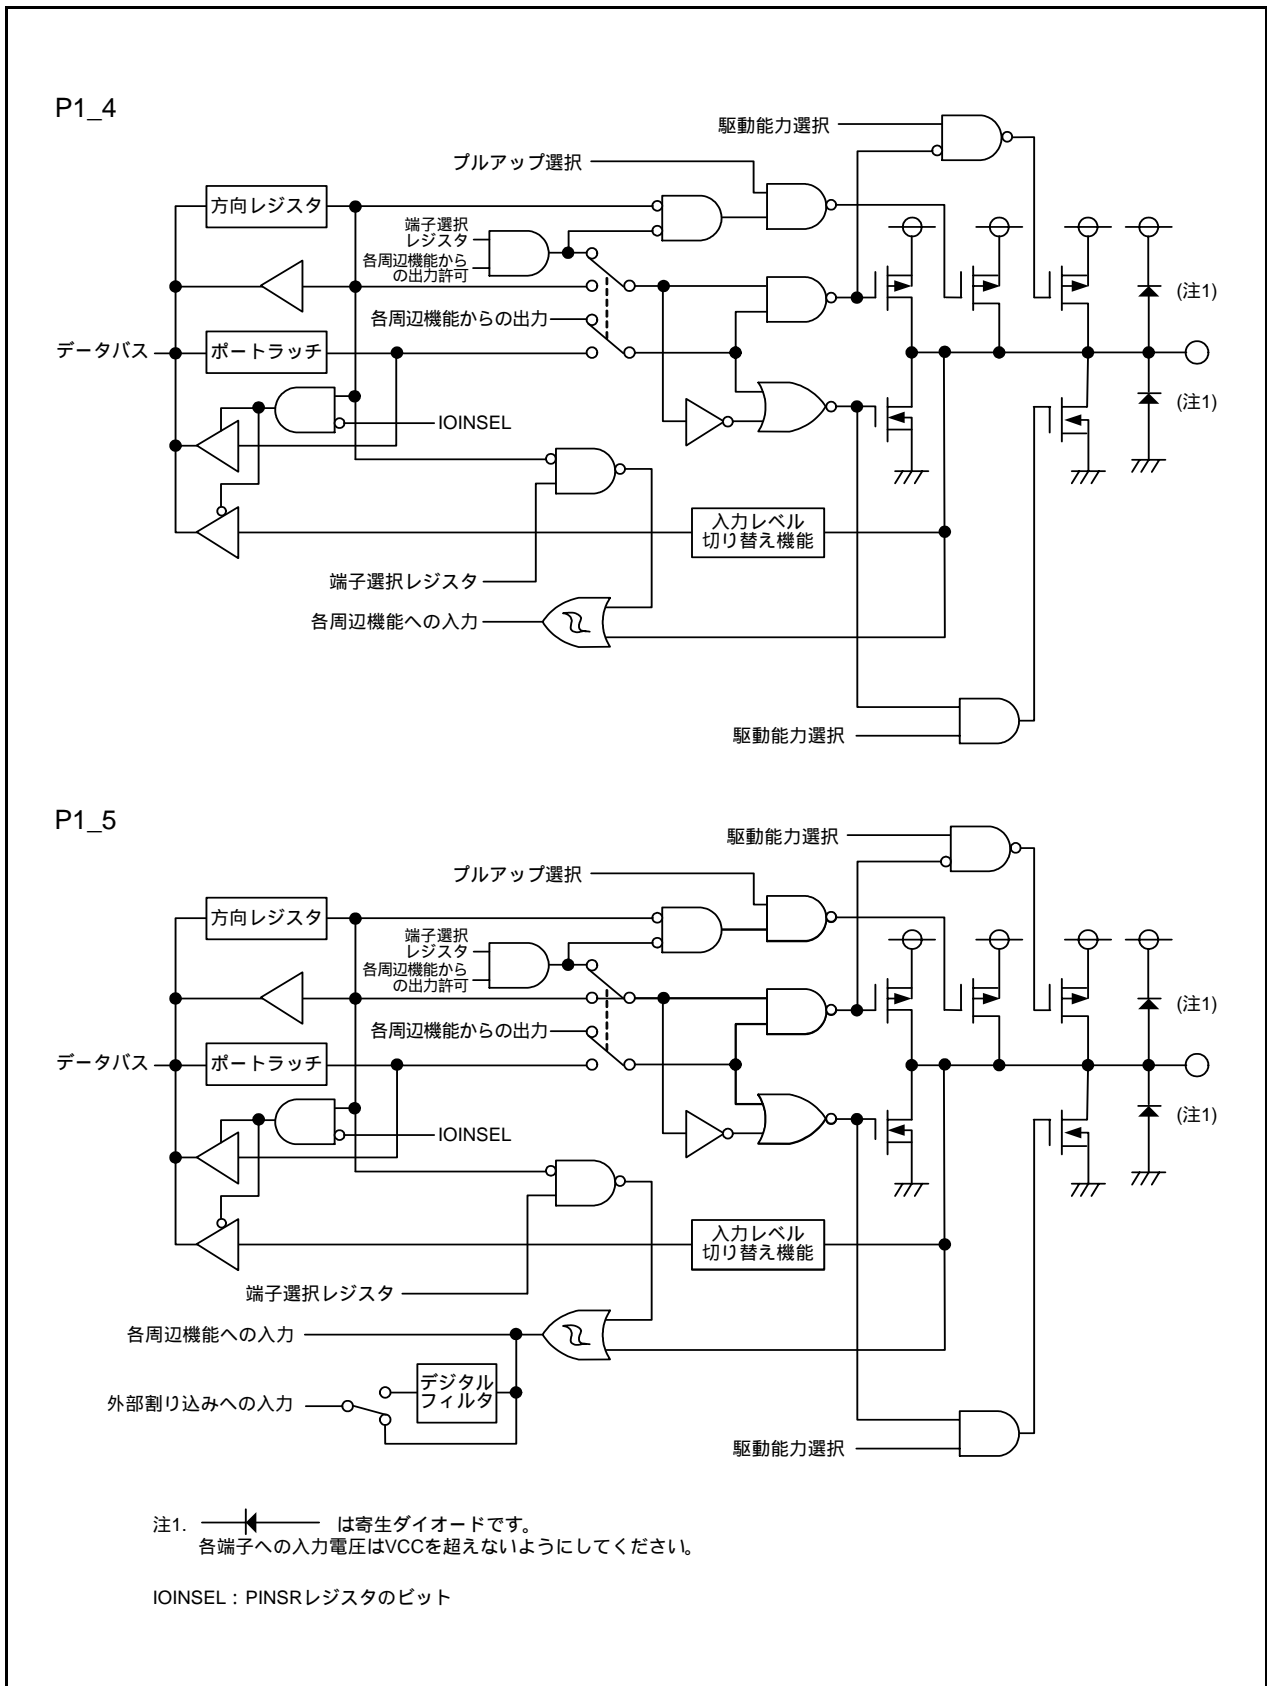 P1_4
駆動能力選択
プルアップ選択
方向レジスタ
端子選択
レジスタ
各周辺機能から
の出力許可
(注1)
各周辺機能からの出力
データバス
ポートラッチ
(注1)
IOINSEL
入力レベル
切り替え機能
端子選択レジスタ
各周辺機能への入力
駆動能力選択
P1_5
駆動能力選択
プルアップ選択
方向レジスタ
端子選択
レジスタ
各周辺機能から
の出力許可
(注1)
各周辺機能からの出力
データバス
ポートラッチ
(注1)
IOINSEL
入力レベル
切り替え機能
端子選択レジスタ
各周辺機能への入力
デジタル
フィルタ
外部割り込みへの入力
駆動能力選択
注1. は寄生ダイオードです。
各端子への入力電圧はVCCを超えないようにしてください。
IOINSEL：PINSRレジスタのビット